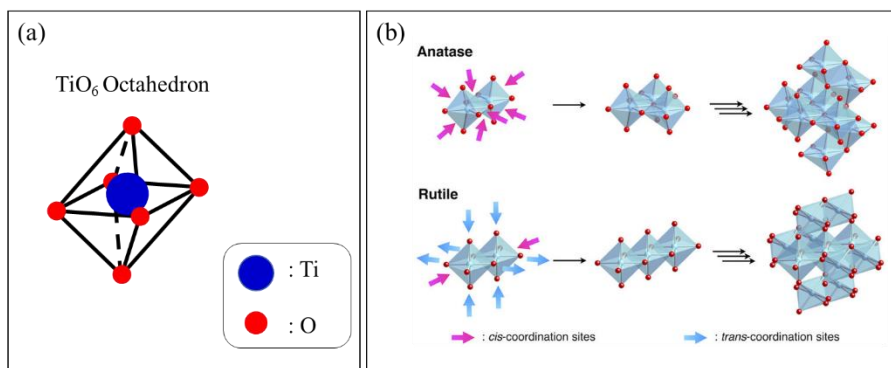 (a)
TiO₆ Octahedron
: Ti
: O
(b)
Anatase
Rutile
: cis-coordination sites
: trans-coordination sites